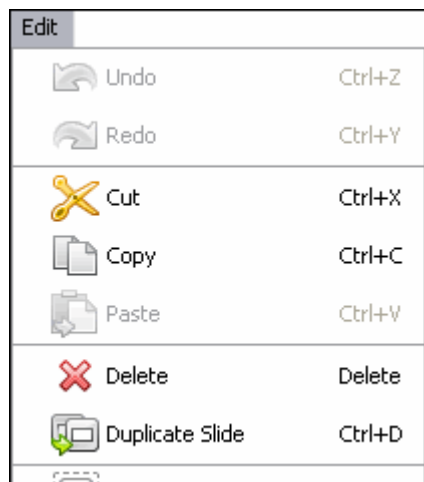 Edit
Undo Ctrl+Z
Redo Ctrl+Y
Cut Ctrl+X
Copy Ctrl+C
Paste Ctrl+V
Delete Delete
Duplicate Slide Ctrl+D